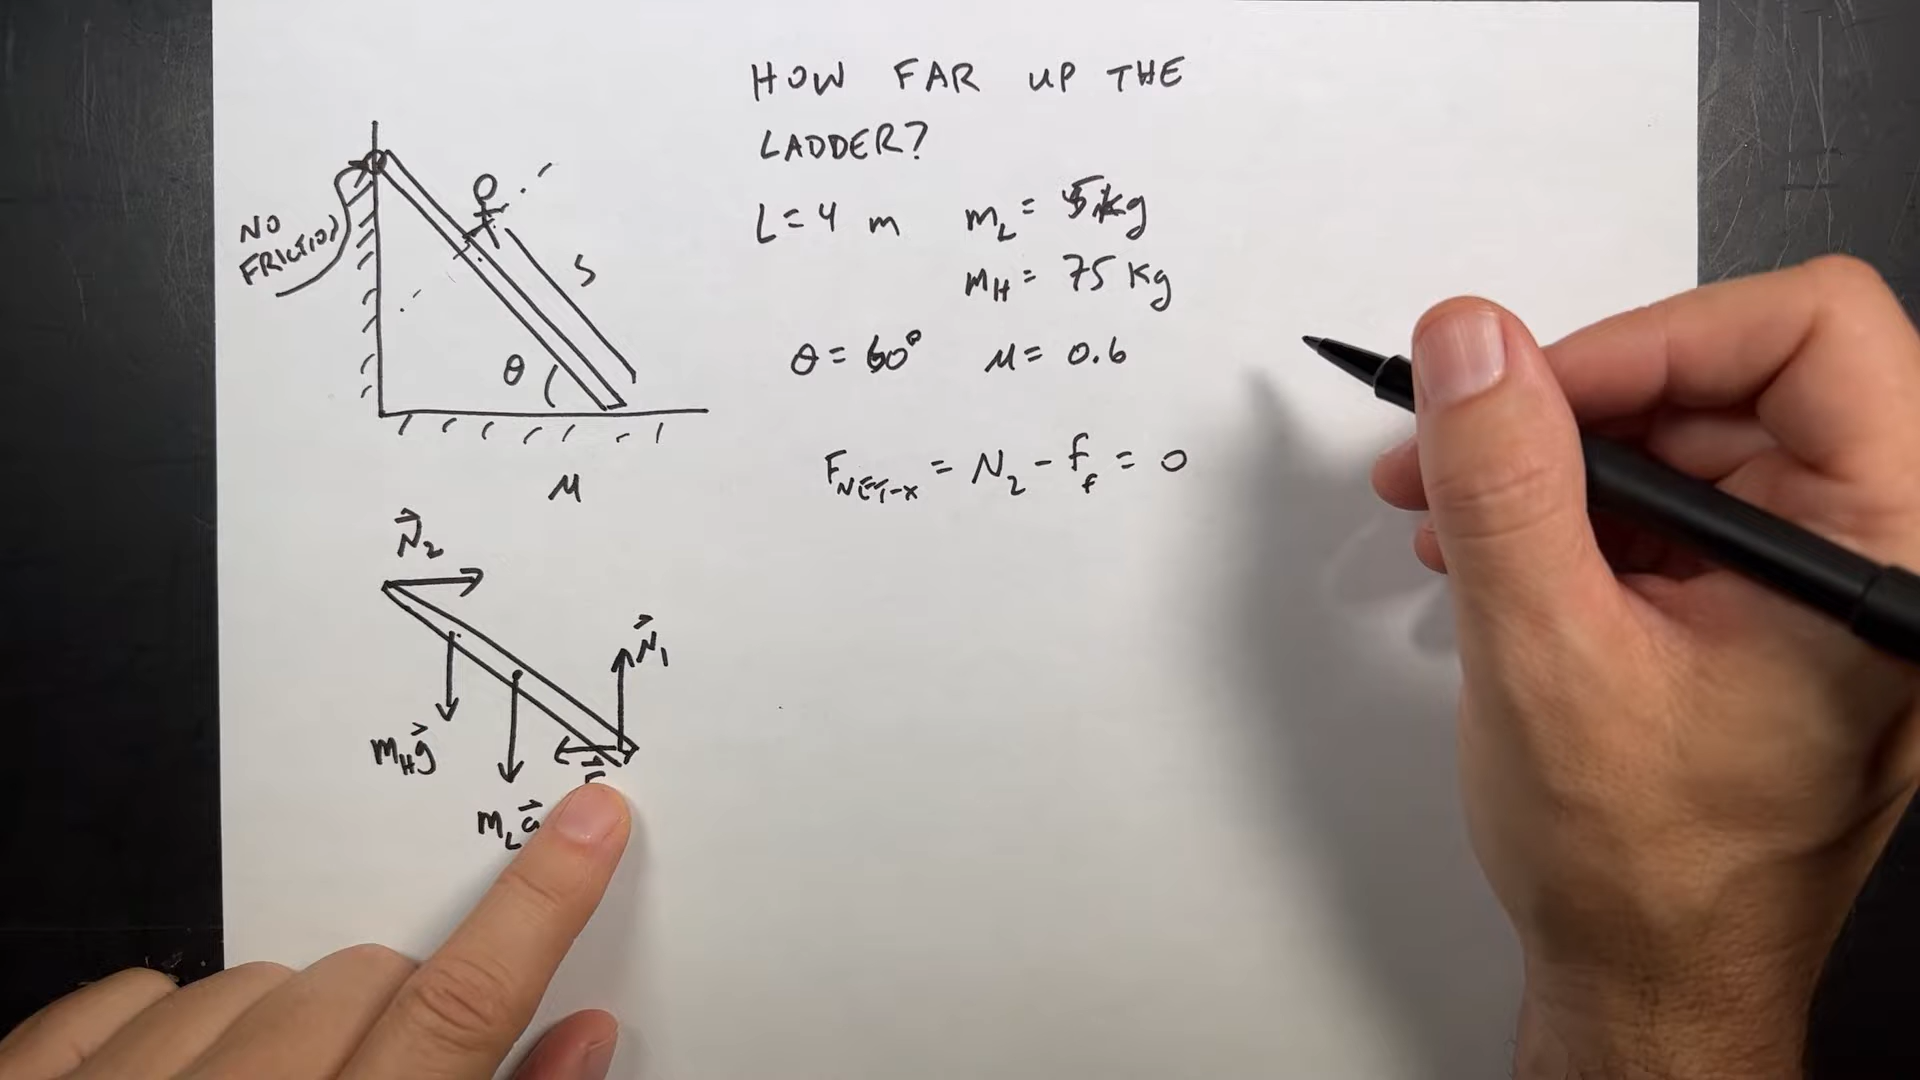 HOW FAR UP THE
LADDER?
L = 4 m m_L = 5 kg
m_H = 75 kg
θ = 60° μ = 0.6
F_NET-x = N_2 - F_f = 0
NO
FRICTION
S
θ
μ
N_2
N_1
m_H g
m_L